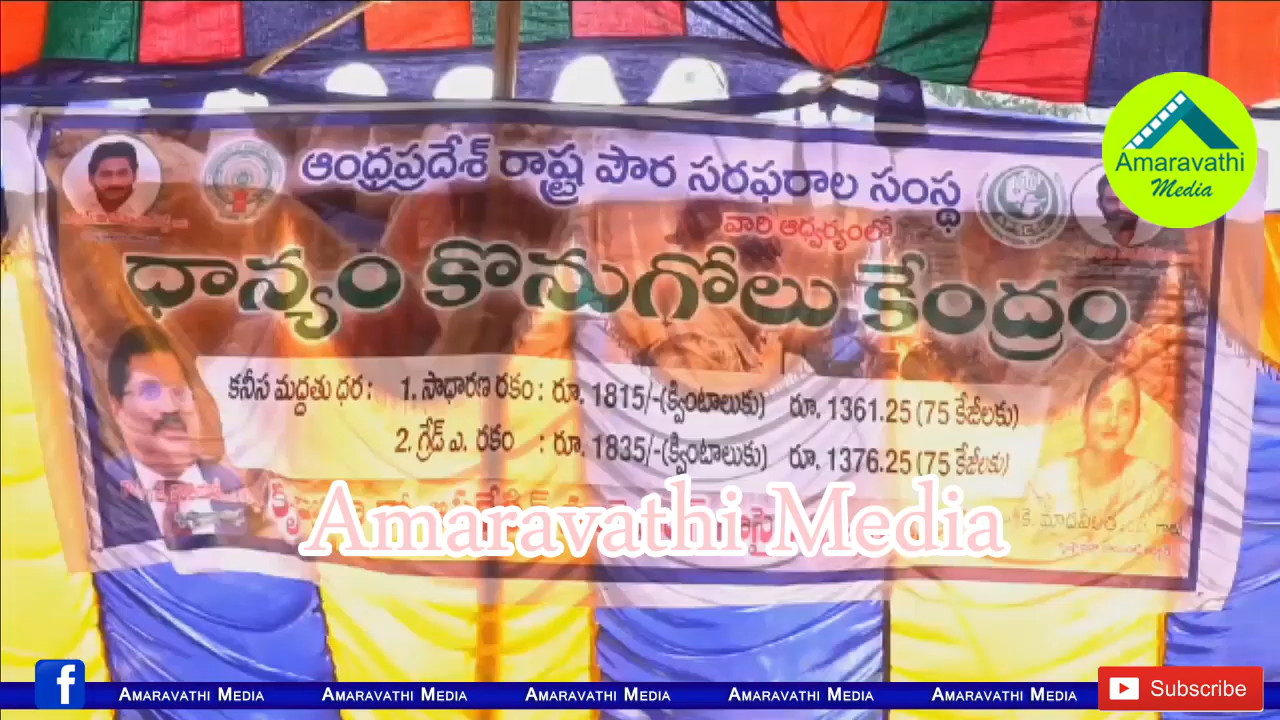 Amaravathi
Media
ఆంధ్రప్రదేశ్ రాష్ట్ర పౌర సరఫరాల సంస్థ
వారి ఆధ్వర్యంలో
ధాన్యం కొనుగోలు కేంద్రం
కనీస మద్దతు ధర : 1. సాధారణ రకం : రూ. 1815/-(క్వింటాలుకు) రూ. 1361.25 (75 కేజీలకు)
2. గ్రేడ్ ఎ. రకం : రూ. 1835/-(క్వింటాలుకు) రూ. 1376.25 (75 కేజీలకు)
Amaravathi Media
f AMARAVATHI MEDIA AMARAVATHI MEDIA AMARAVATHI MEDIA AMARAVATHI MEDIA AMARAVATHI MEDIA Subscribe